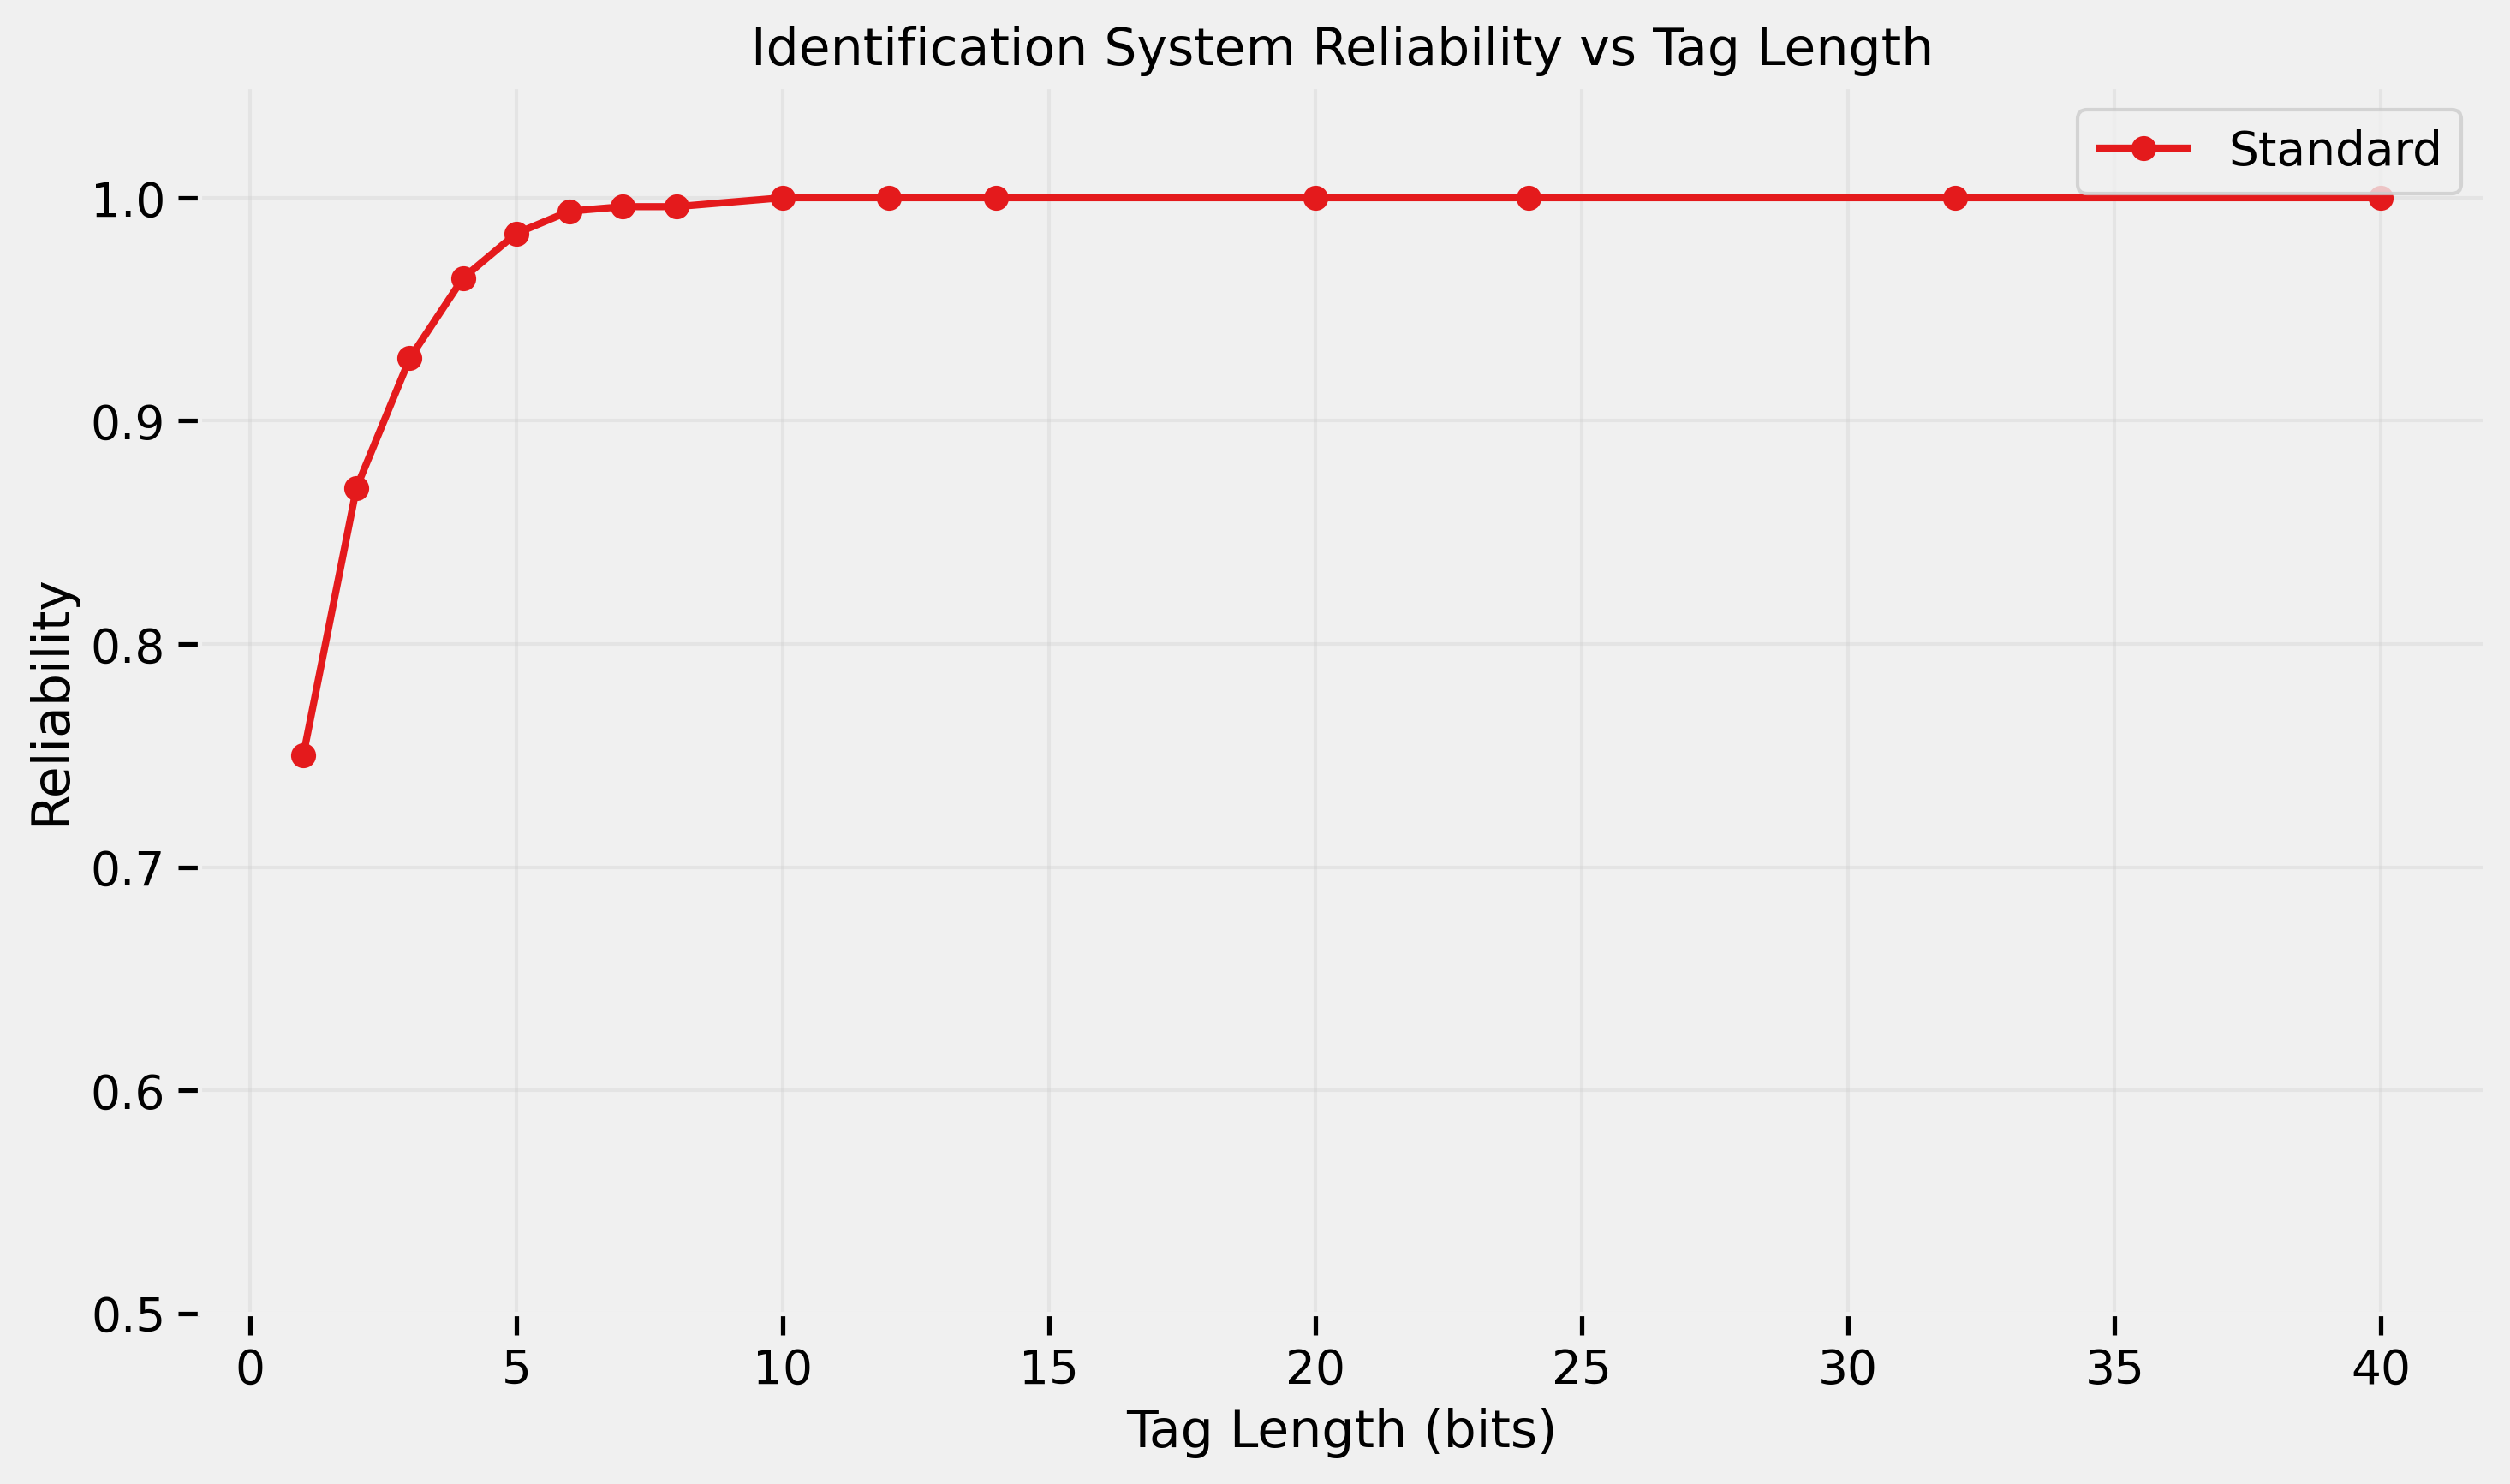 Identification System Reliability vs Tag Length
Standard
Reliability
1.0
0.9
0.8
0.7
0.6
0.5
0 5 10 15 20 25 30 35 40
Tag Length (bits)